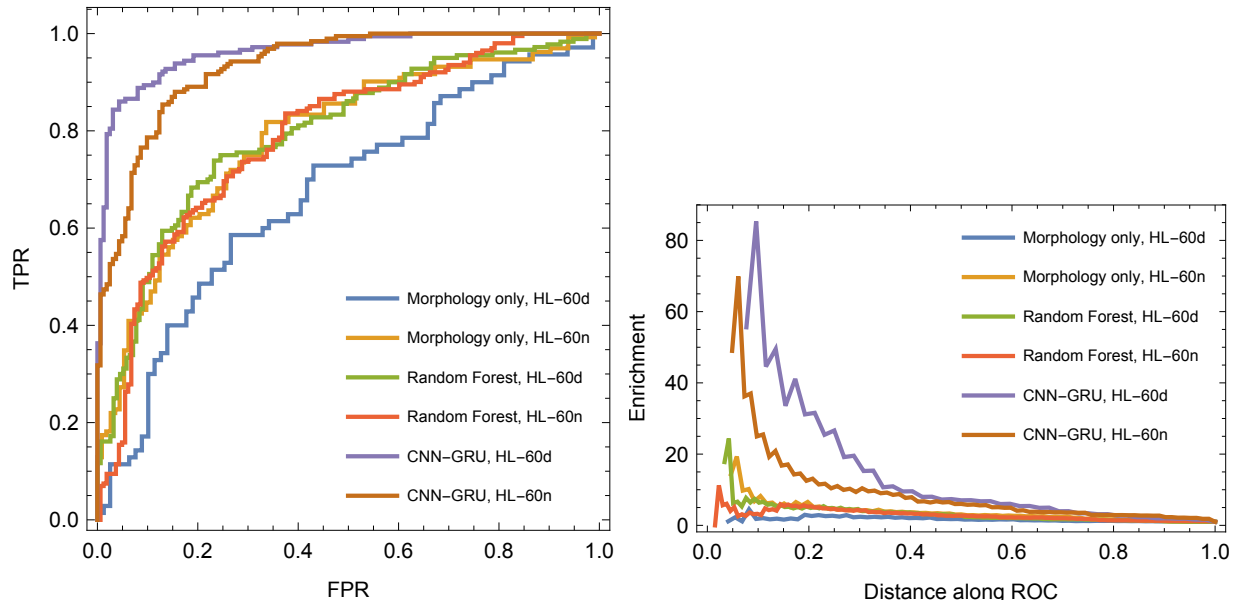 1.0
0.8
0.6
0.4
0.2
0.0
TPR
Morphology only, HL-60d
Morphology only, HL-60n
Random Forest, HL-60d
Random Forest, HL-60n
CNN-GRU, HL-60d
CNN-GRU, HL-60n
0.0 0.2 0.4 0.6 0.8 1.0
FPR
80
60
40
20
0
Enrichment
Morphology only, HL-60d
Morphology only, HL-60n
Random Forest, HL-60d
Random Forest, HL-60n
CNN-GRU, HL-60d
CNN-GRU, HL-60n
0.0 0.2 0.4 0.6 0.8 1.0
Distance along ROC